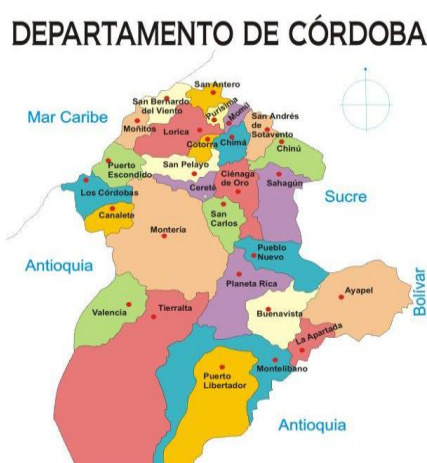 DEPARTAMENTO DE CÓRDOBA
San Antero
San Bernardo
del Viento
Purísima
Momil
Mar Caribe
Moñitos
Lorica
San Andrés
de
Sotavento
Cotorra
Chimá
Chinú
Puerto
Escondido
San Pelayo
Ciénaga
de Oro
Sahagún
Los Córdobas
Cereté
Sucre
Canalete
San
Carlos
Montería
Pueblo
Nuevo
Antioquia
Planeta Rica
Ayapel
Bolívar
Valencia
Tierralta
Buenavista
La Apartada
Montelibano
Puerto
Libertador
Antioquia